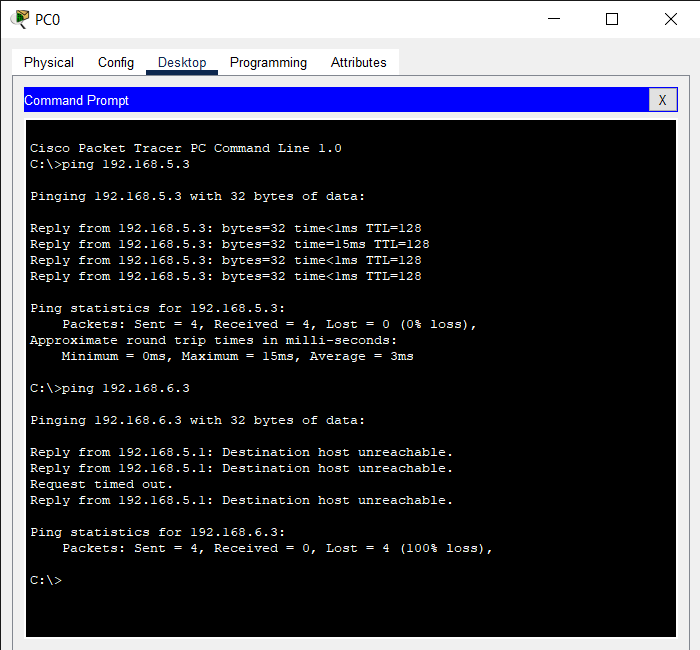 PC0
Physical Config Desktop Programming Attributes
Command Prompt
X
Cisco Packet Tracer PC Command Line 1.0
C:\>ping 192.168.5.3
Pinging 192.168.5.3 with 32 bytes of data:
Reply from 192.168.5.3: bytes=32 time<1ms TTL=128
Reply from 192.168.5.3: bytes=32 time=15ms TTL=128
Reply from 192.168.5.3: bytes=32 time<1ms TTL=128
Reply from 192.168.5.3: bytes=32 time<1ms TTL=128
Ping statistics for 192.168.5.3:
    Packets: Sent = 4, Received = 4, Lost = 0 (0% loss),
Approximate round trip times in milli-seconds:
    Minimum = 0ms, Maximum = 15ms, Average = 3ms
C:\>ping 192.168.6.3
Pinging 192.168.6.3 with 32 bytes of data:
Reply from 192.168.5.1: Destination host unreachable.
Reply from 192.168.5.1: Destination host unreachable.
Request timed out.
Reply from 192.168.5.1: Destination host unreachable.
Ping statistics for 192.168.6.3:
    Packets: Sent = 4, Received = 0, Lost = 4 (100% loss),
C:\>